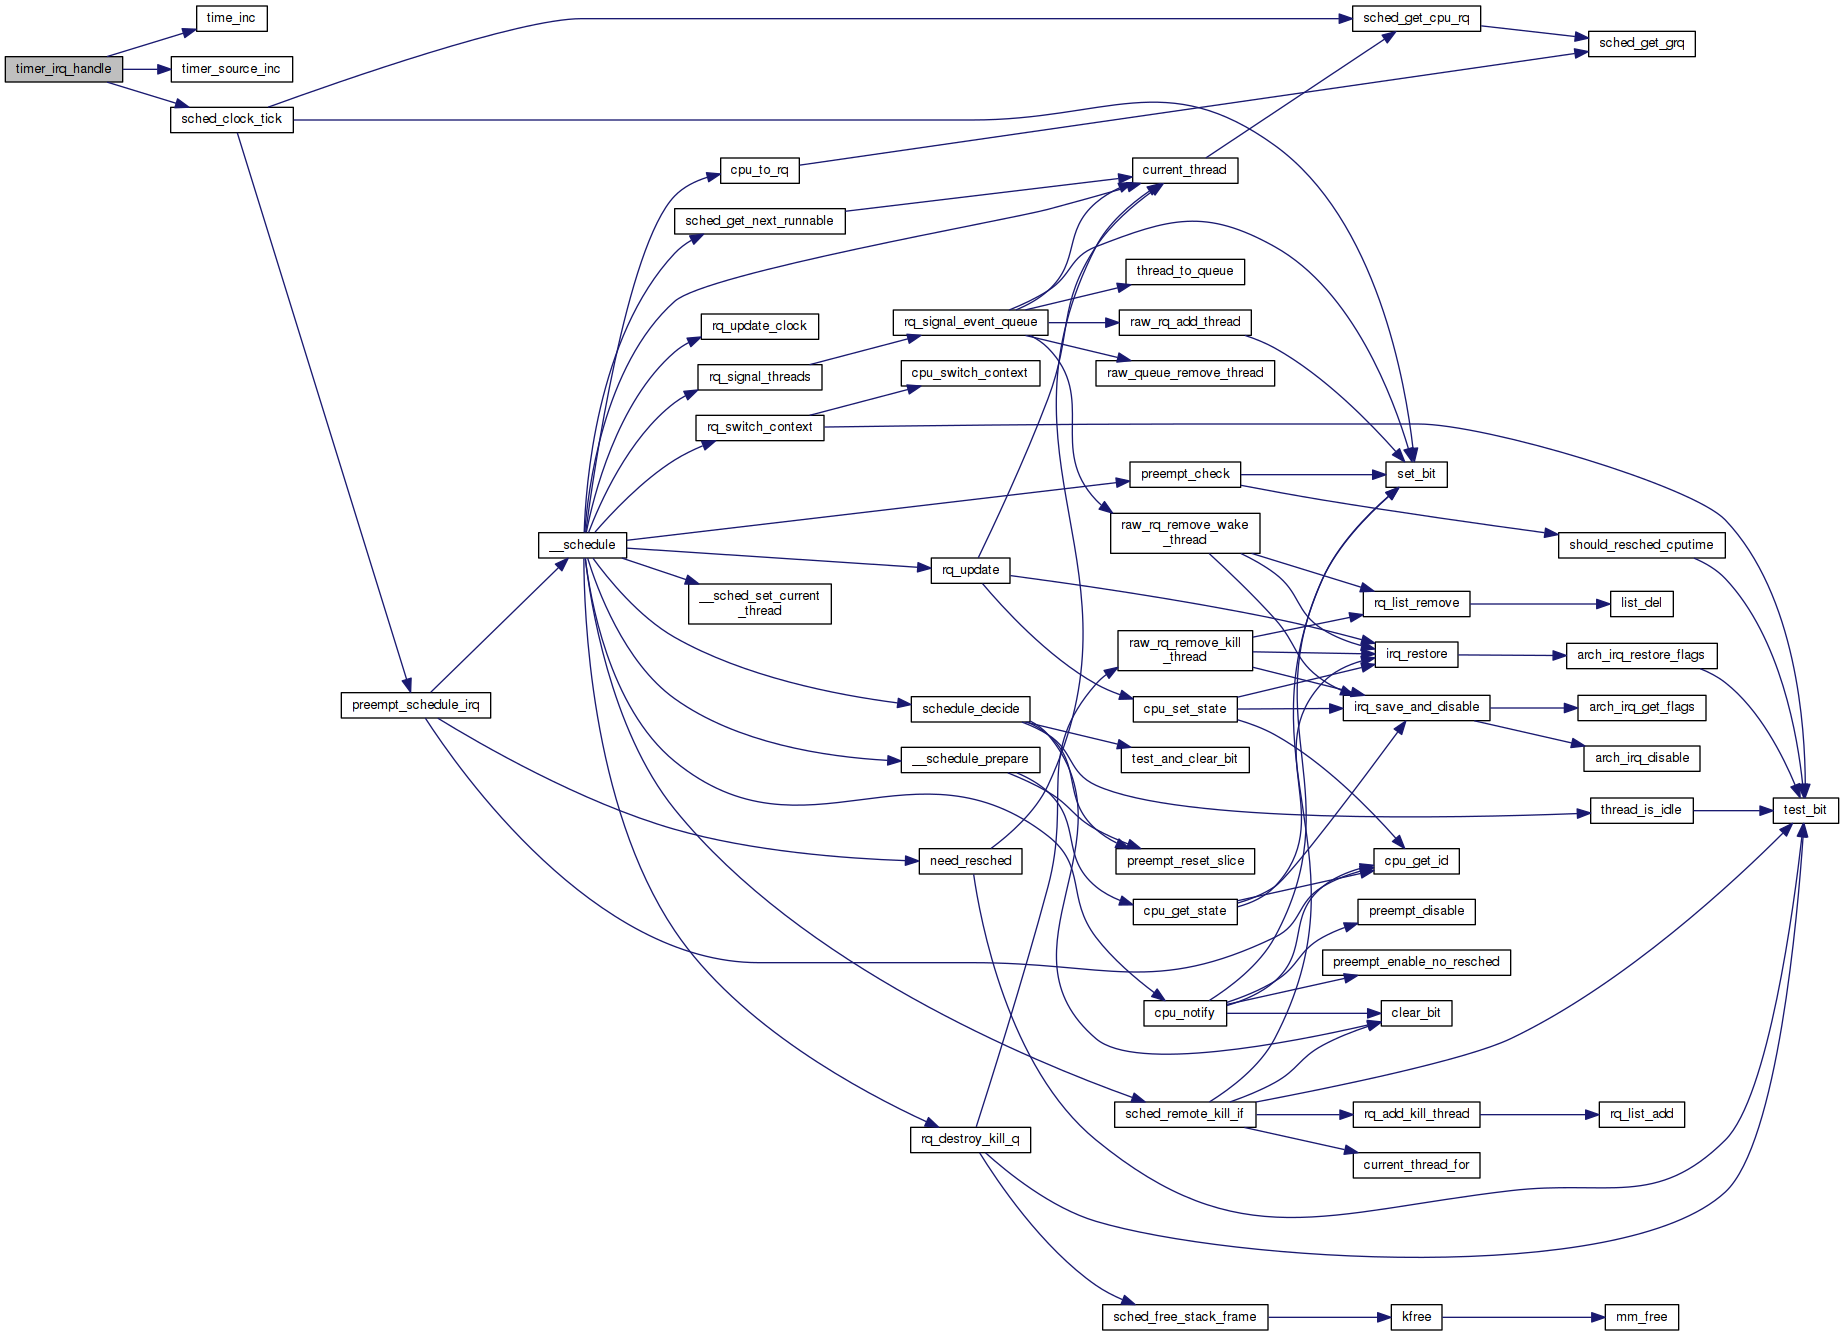 time_inc
sched_get_cpu_rq
sched_get_grq
timer_irq_handle
timer_source_inc
sched_clock_tick
cpu_to_rq
current_thread
sched_get_next_runnable
thread_to_queue
rq_update_clock
rq_signal_event_queue
raw_rq_add_thread
rq_signal_threads
cpu_switch_context
raw_queue_remove_thread
rq_switch_context
preempt_check
set_bit
raw_rq_remove_wake
_thread
__schedule
should_resched_cputime
rq_update
__sched_set_current
_thread
rq_list_remove
list_del
raw_rq_remove_kill
_thread
irq_restore
arch_irq_restore_flags
preempt_schedule_irq
schedule_decide
cpu_set_state
irq_save_and_disable
arch_irq_get_flags
__schedule_prepare
test_and_clear_bit
arch_irq_disable
thread_is_idle
test_bit
need_resched
preempt_reset_slice
cpu_get_id
cpu_get_state
preempt_disable
preempt_enable_no_resched
cpu_notify
clear_bit
sched_remote_kill_if
rq_add_kill_thread
rq_list_add
rq_destroy_kill_q
current_thread_for
sched_free_stack_frame
kfree
mm_free